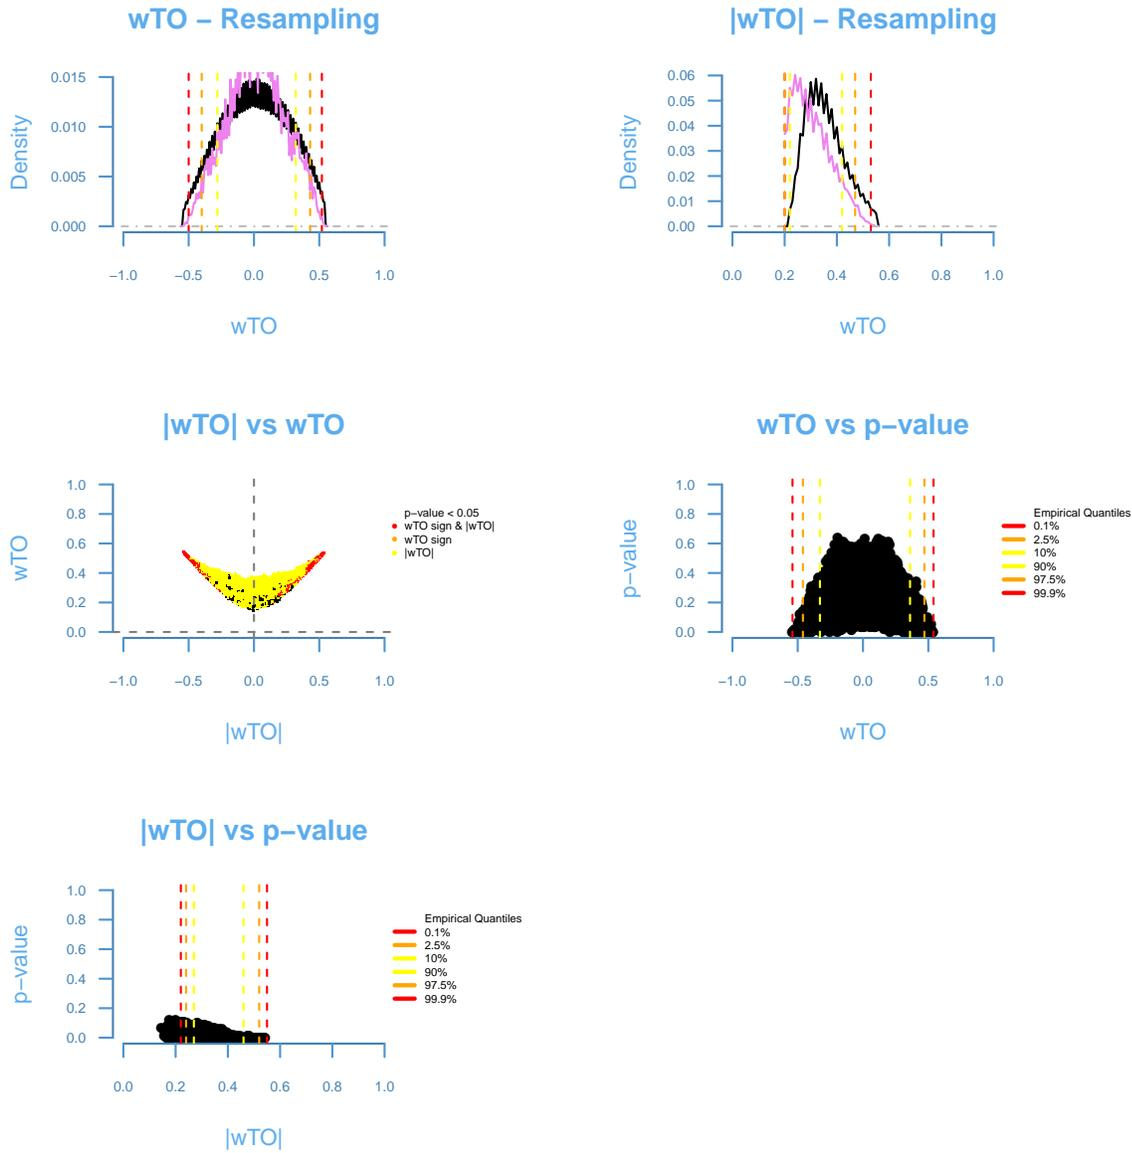 wTO − Resampling
Density
0.015
0.010
0.005
0.000
−1.0 −0.5 0.0 0.5 1.0
wTO
|wTO| − Resampling
Density
0.06
0.05
0.04
0.03
0.02
0.01
0.00
0.0 0.2 0.4 0.6 0.8 1.0
wTO
|wTO| vs wTO
wTO
1.0
0.8
0.6
0.4
0.2
0.0
−1.0 −0.5 0.0 0.5 1.0
|wTO|
p−value < 0.05
wTO sign & |wTO|
wTO sign
|wTO|
wTO vs p−value
p−value
1.0
0.8
0.6
0.4
0.2
0.0
−1.0 −0.5 0.0 0.5 1.0
wTO
Empirical Quantiles
0.1%
2.5%
10%
90%
97.5%
99.9%
|wTO| vs p−value
p−value
1.0
0.8
0.6
0.4
0.2
0.0
0.0 0.2 0.4 0.6 0.8 1.0
|wTO|
Empirical Quantiles
0.1%
2.5%
10%
90%
97.5%
99.9%